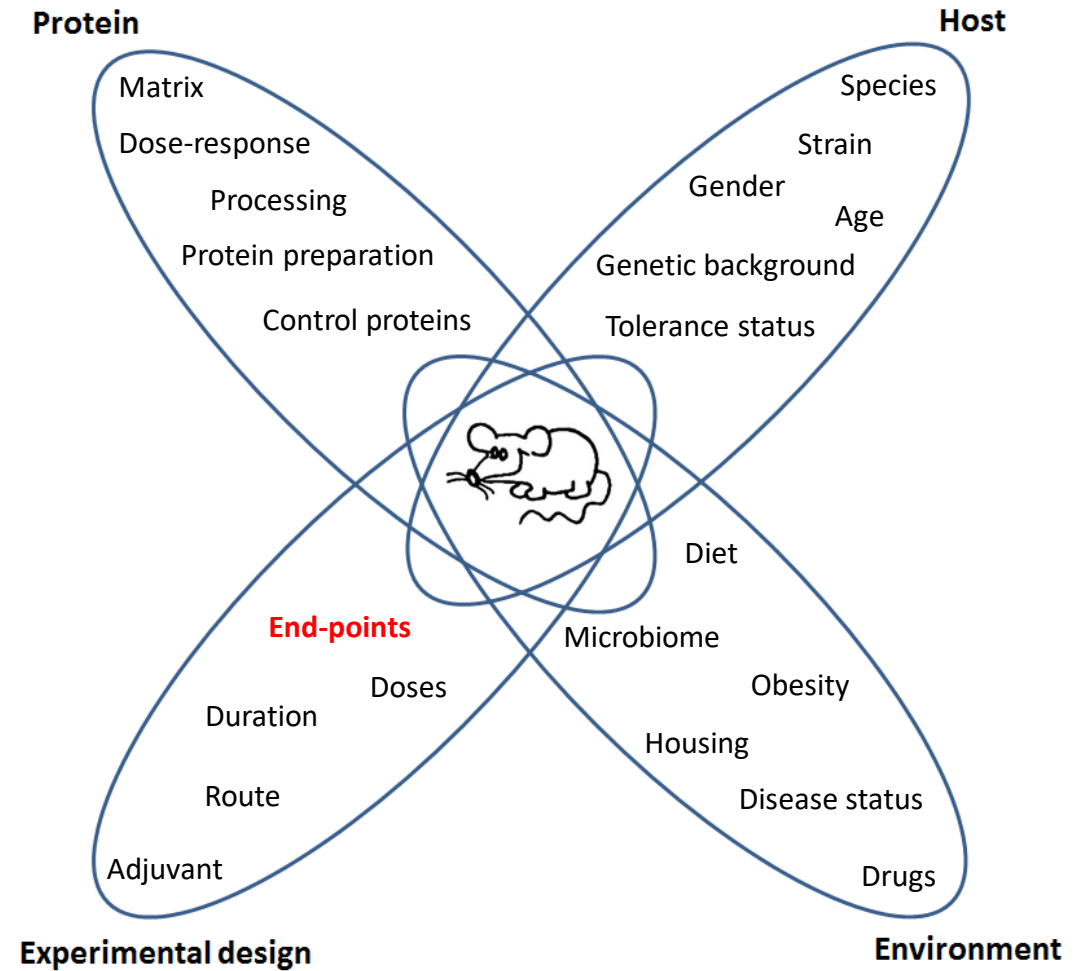 Protein
Matrix
Dose-response
Processing
Protein preparation
Control proteins
Host
Species
Strain
Gender
Age
Genetic background
Tolerance status
End-points
Doses
Duration
Route
Adjuvant
Experimental design
Diet
Microbiome
Obesity
Housing
Disease status
Drugs
Environment